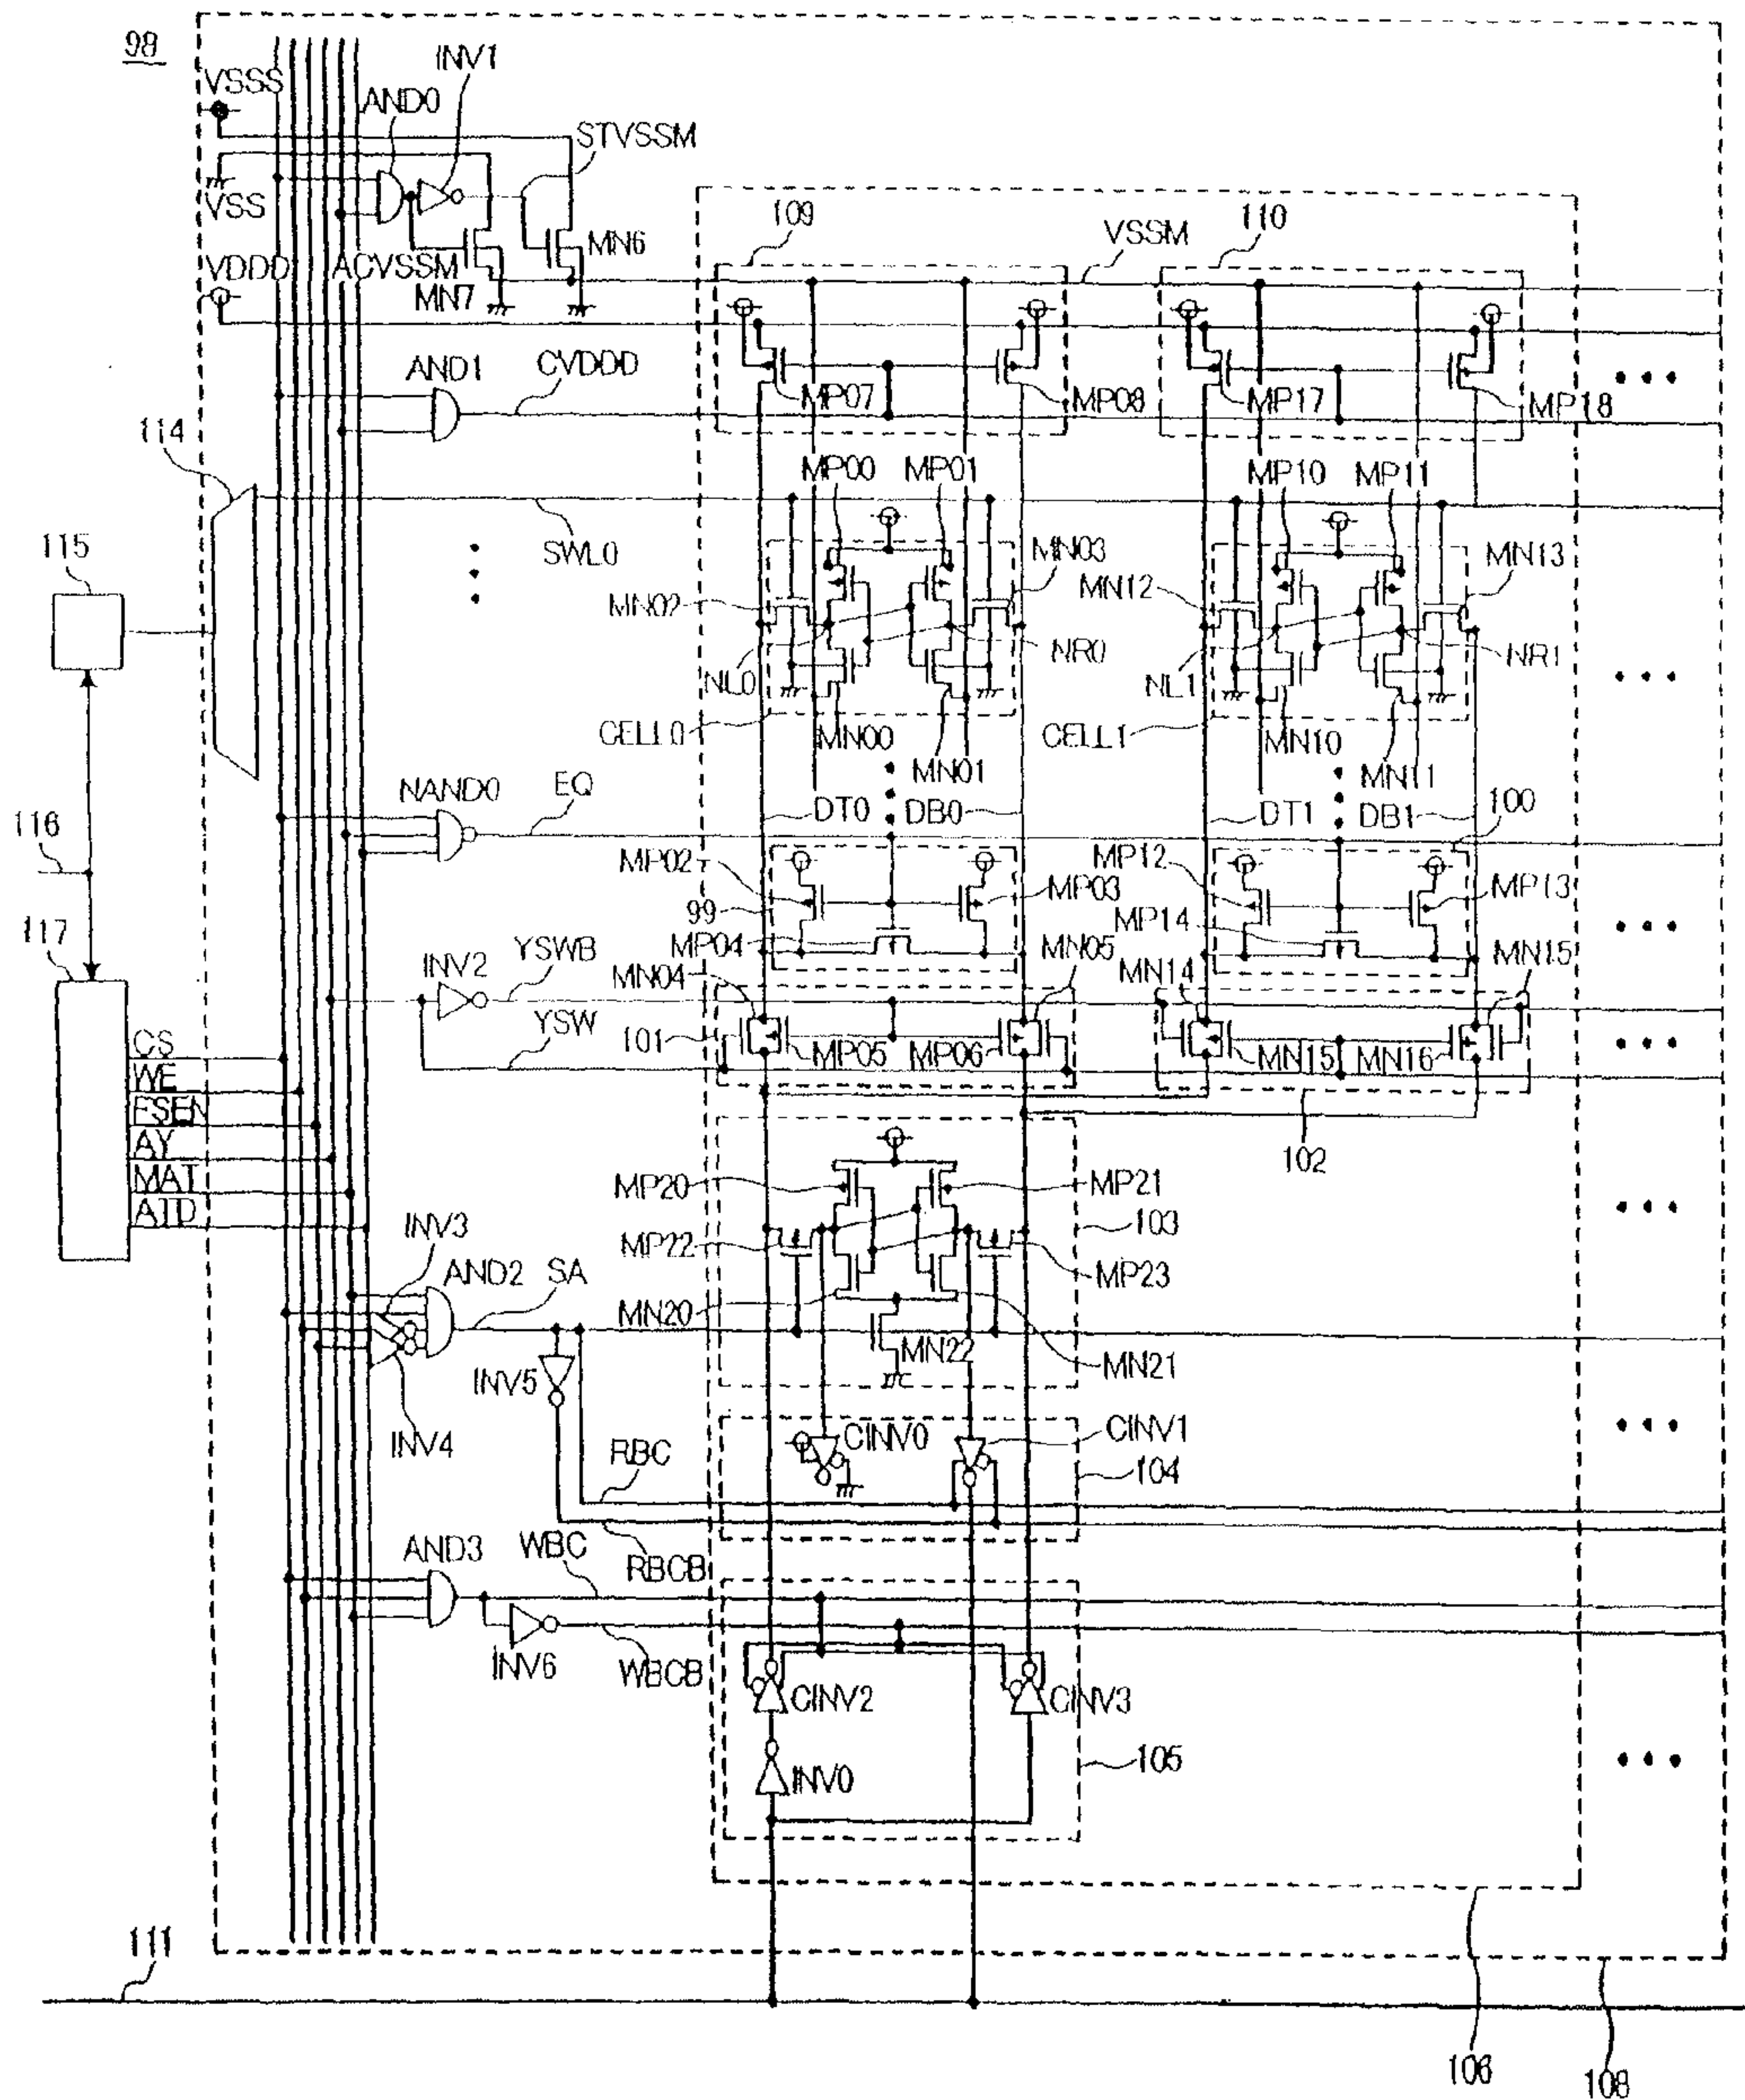 98
INV1
VSSS
AND0
STVSSM
VSS
109
110
VSSM
MN6
VDDD
ACVSSM
MN7
AND1
CVDDD
MP07
MP08
MP17
MP18
114
MP00
MP01
MP10
MP11
115
SWL0
MN03
MN13
MN02
MN12
NR0
NR1
NL0
NL1
CELL0
MN00
CELL1
MN10
MN01
MN11
NAND0
EQ
DT0
DB0
DT1
DB1
100
116
MP02
MP12
MP03
MP13
99
MP14
117
MP04
MN05
YSWB
MN04
MN14
MN15
INV2
YSW
101
CS
MP05
MP06
MN15
MN16
WE
FSEN
AY
102
MAT
MP20
MP21
ATD
INV3
103
AND2
SA
MP22
MP23
MN20
MN22
MN21
INV5
INV4
CINV0
CINV1
RBC
104
AND3
WBC
RBCB
INV6
WBCB
CINV2
CINV3
105
INV0
111
106
108